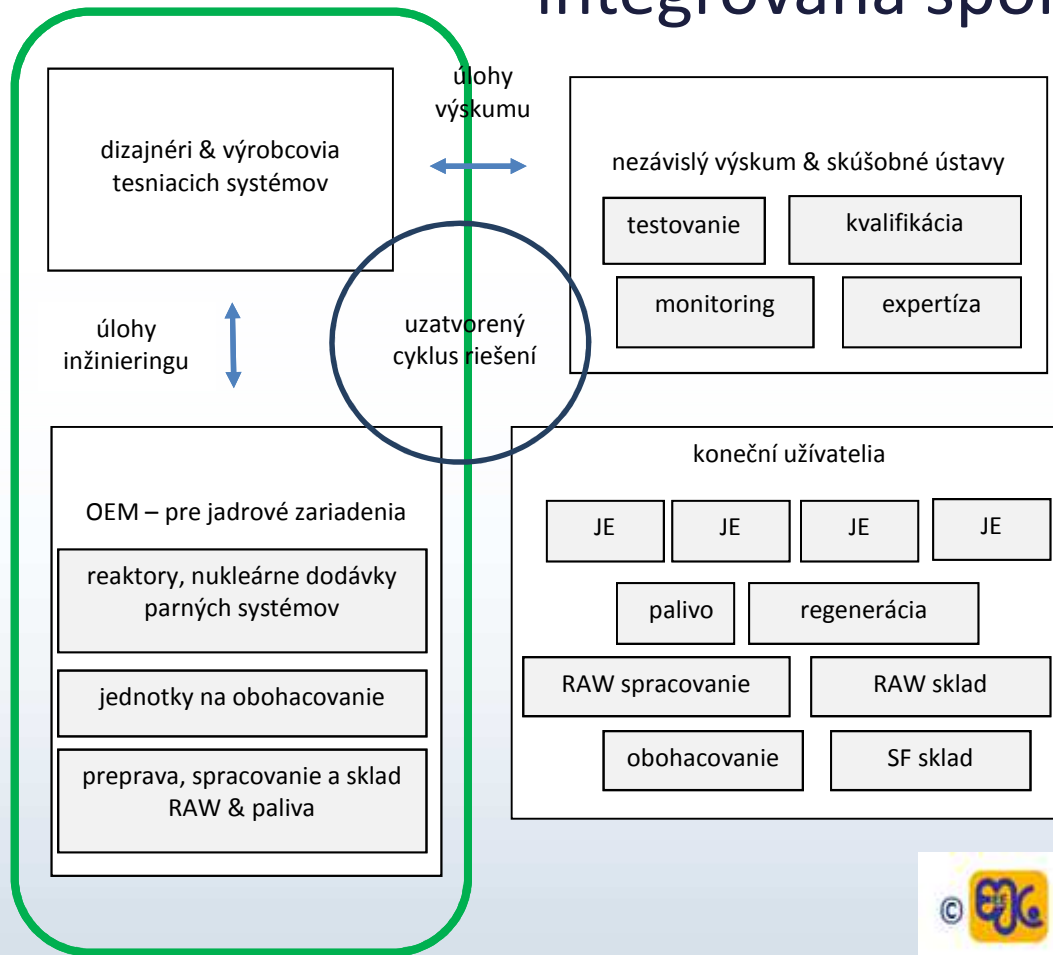 dizajnéri & výrobcovia
tesniacich systémov
úlohy
výskumu
nezávislý výskum & skúšobné ústavy
testovanie
kvalifikácia
monitoring
expertíza
úlohy
inžinieringu
uzatvorený
cyklus riešení
OEM – pre jadrové zariadenia
reaktory, nukleárne dodávky
parných systémov
jednotky na obohacovanie
preprava, spracovanie a sklad
RAW & paliva
koneční užívatelia
JE
JE
JE
JE
palivo
regenerácia
RAW spracovanie
RAW sklad
obohacovanie
SF sklad
©